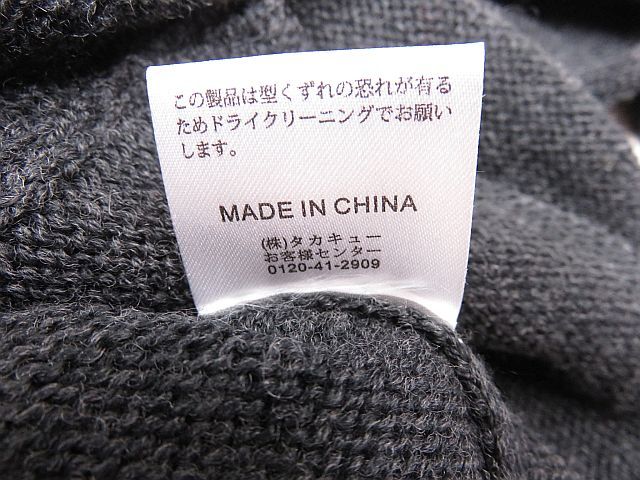 この製品は型くずれの恐れが有る
ためドライクリーニングでお願い
します。
MADE IN CHINA
(株)タカキュー
お客様センター
0120-41-2909